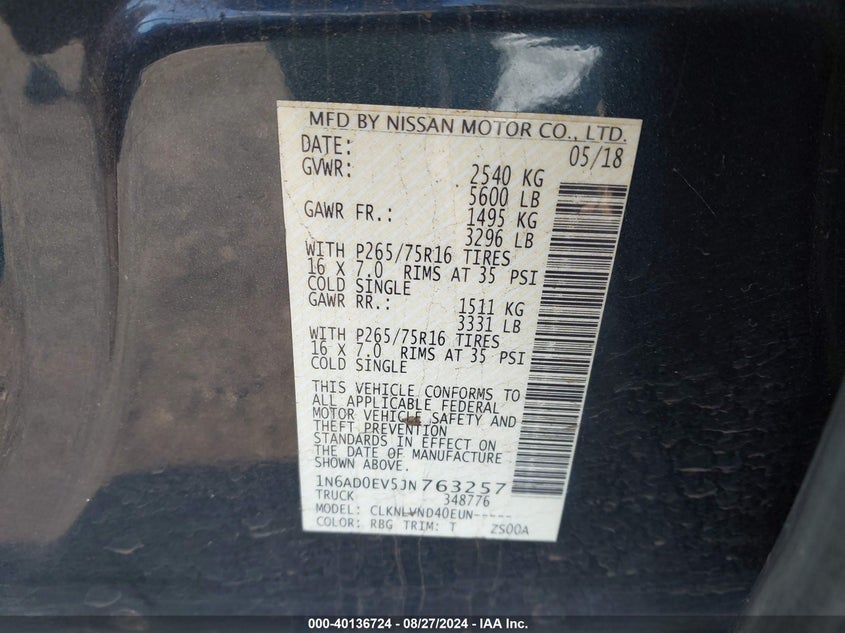 MFD BY NISSAN MOTOR CO., LTD.
DATE: 05/18
GVWR: 2540 KG
5600 LB
GAWR FR.: 1495 KG
3296 LB
WITH P265/75R16 TIRES
16 X 7.0 RIMS AT 35 PSI
COLD SINGLE
GAWR RR.: 1511 KG
3331 LB
WITH P265/75R16 TIRES
16 X 7.0 RIMS AT 35 PSI
COLD SINGLE
THIS VEHICLE CONFORMS TO
ALL APPLICABLE FEDERAL
MOTOR VEHICLE SAFETY AND
THEFT PREVENTION
STANDARDS IN EFFECT ON
THE DATE OF MANUFACTURE
SHOWN ABOVE.
1N6AD0EV5JN763257
TRUCK 348776
MODEL: CLKNLVND40EUN-----
COLOR: RBG TRIM: T ZS00A
000-40136724 - 08/27/2024 - IAA Inc.